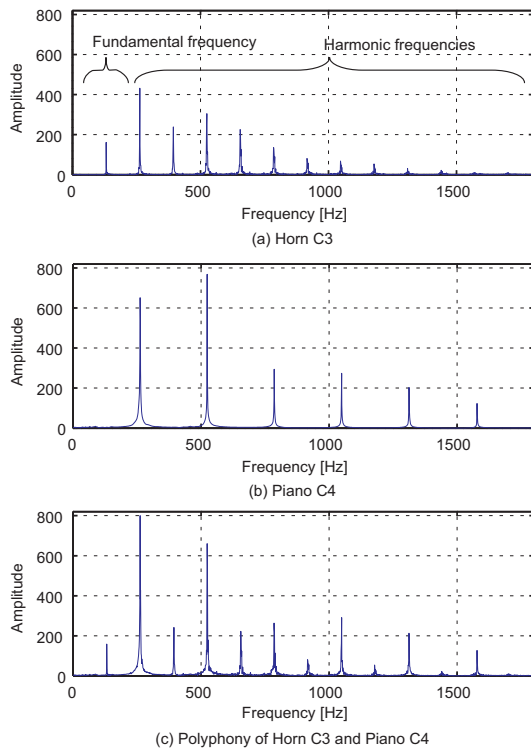 800
600
400
200
0
Amplitude
Fundamental frequency
Harmonic frequencies
0 500 1000 1500
Frequency [Hz]
(a) Horn C3
800
600
400
200
0
Amplitude
0 500 1000 1500
Frequency [Hz]
(b) Piano C4
800
600
400
200
0
Amplitude
0 500 1000 1500
Frequency [Hz]
(c) Polyphony of Horn C3 and Piano C4